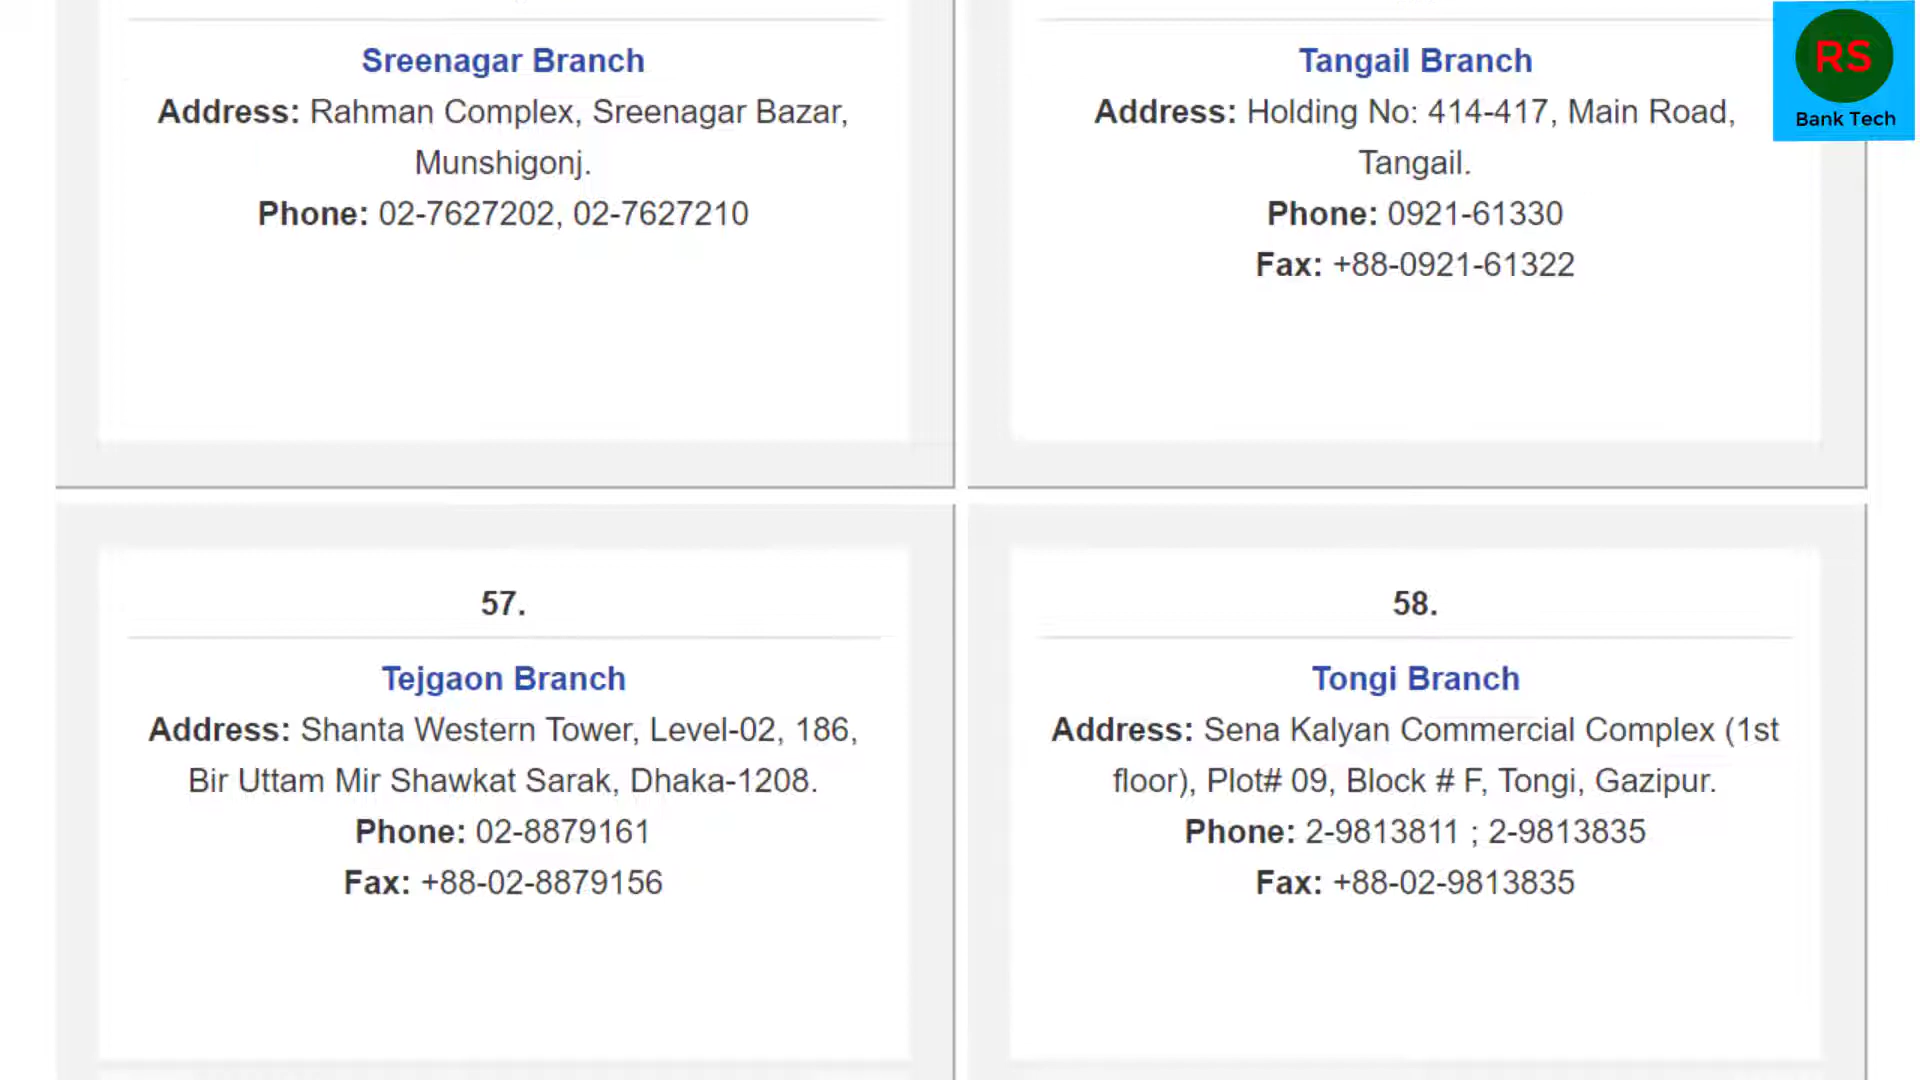 Sreenagar Branch
Address: Rahman Complex, Sreenagar Bazar,
Munshigonj.
Phone: 02-7627202, 02-7627210
Tangail Branch
Address: Holding No: 414-417, Main Road,
Tangail.
Phone: 0921-61330
Fax: +88-0921-61322
RS
Bank Tech
57.
Tejgaon Branch
Address: Shanta Western Tower, Level-02, 186,
Bir Uttam Mir Shawkat Sarak, Dhaka-1208.
Phone: 02-8879161
Fax: +88-02-8879156
58.
Tongi Branch
Address: Sena Kalyan Commercial Complex (1st
floor), Plot# 09, Block # F, Tongi, Gazipur.
Phone: 2-9813811 ; 2-9813835
Fax: +88-02-9813835